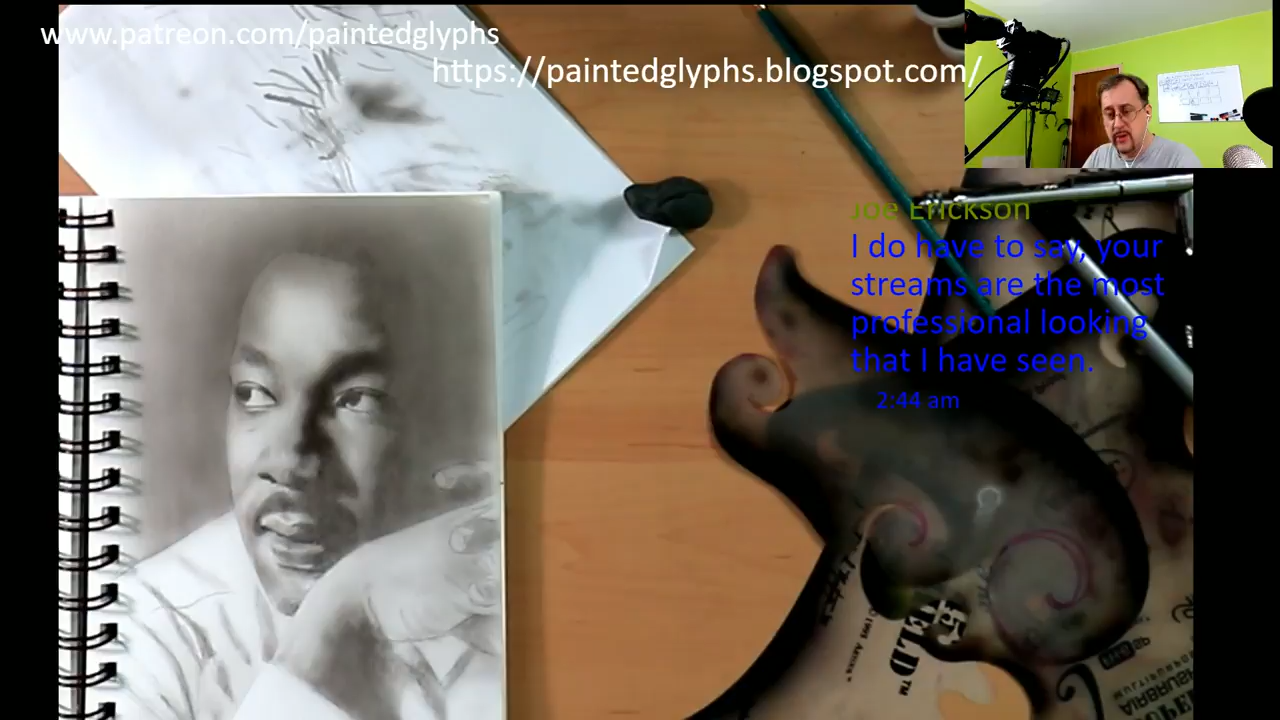 www.patreon.com/paintedglyphs
https://paintedglyphs.blogspot.com/
Joe Erickson
I do have to say, your
streams are the most
professional looking
that I have seen.
2:44 am